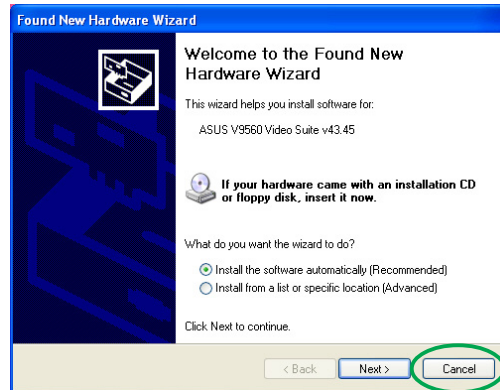 Found New Hardware Wizard
Welcome to the Found New
Hardware Wizard
This wizard helps you install software for:
ASUS V9560 Video Suite v43.45
If your hardware came with an installation CD
or floppy disk, insert it now.
What do you want the wizard to do?
Install the software automatically (Recommended)
Install from a list or specific location (Advanced)
Click Next to continue.
< Back Next > Cancel